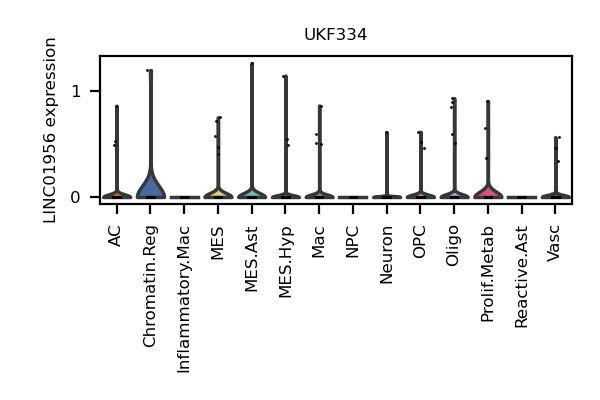 UKF334
LINC01956 expression
1
0
AC
Chromatin.Reg
Inflammatory.Mac
MES
MES.Ast
MES.Hyp
Mac
NPC
Neuron
OPC
Oligo
Prolif.Metab
Reactive.Ast
Vasc